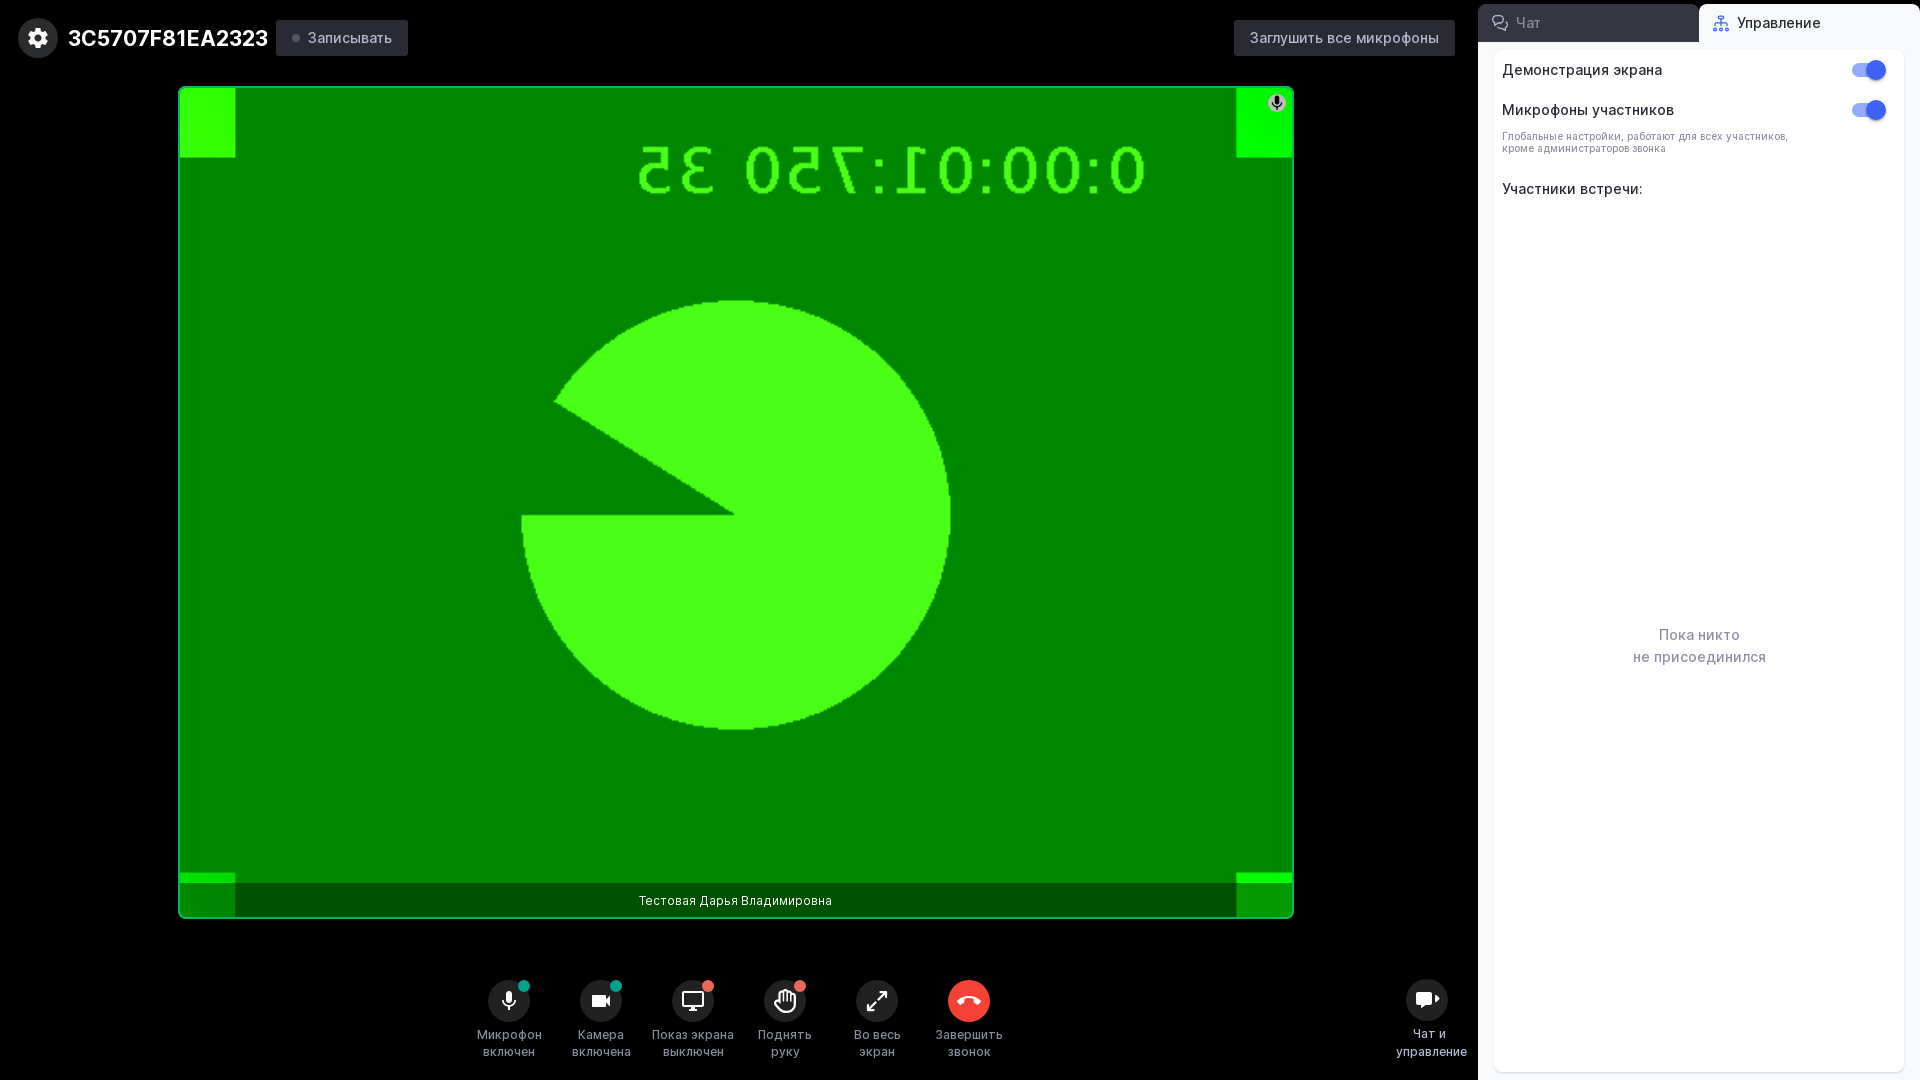 3C5707F81EA2323
Записывать
Заглушить все микрофоны
Чат
Управление
0:00:01:750 35
Демонстрация экрана
Микрофоны участников
Глобальные настройки, работают для всех участников,
кроме администраторов звонка
Участники встречи:
Пока никто
не присоединился
Тестовая Дарья Владимировна
Микрофон
включен
Камера
включена
Показ экрана
выключен
Поднять
руку
Во весь
экран
Завершить
звонок
Чат и
управление